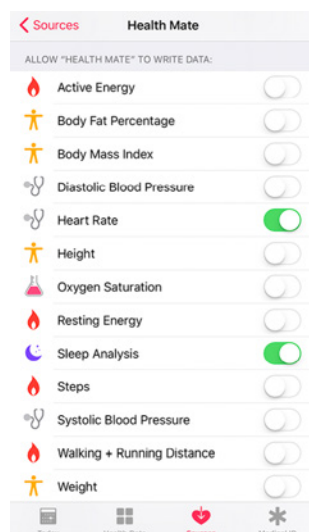 Sources Health Mate
ALLOW "HEALTH MATE" TO WRITE DATA:
Active Energy
Body Fat Percentage
Body Mass Index
Diastolic Blood Pressure
Heart Rate
Height
Oxygen Saturation
Resting Energy
Sleep Analysis
Steps
Systolic Blood Pressure
Walking + Running Distance
Weight